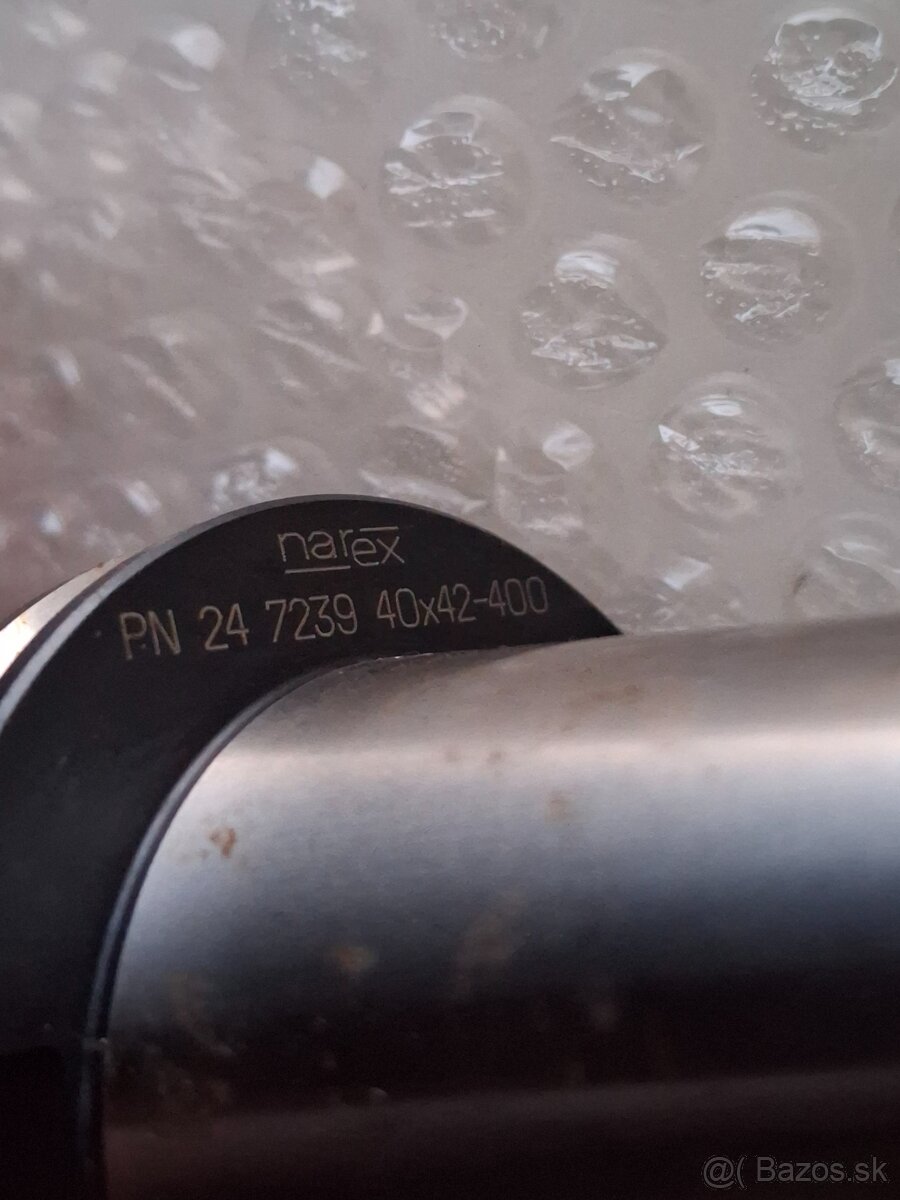 narex
PN 24 7239 40x42-400
@( Bazos.sk